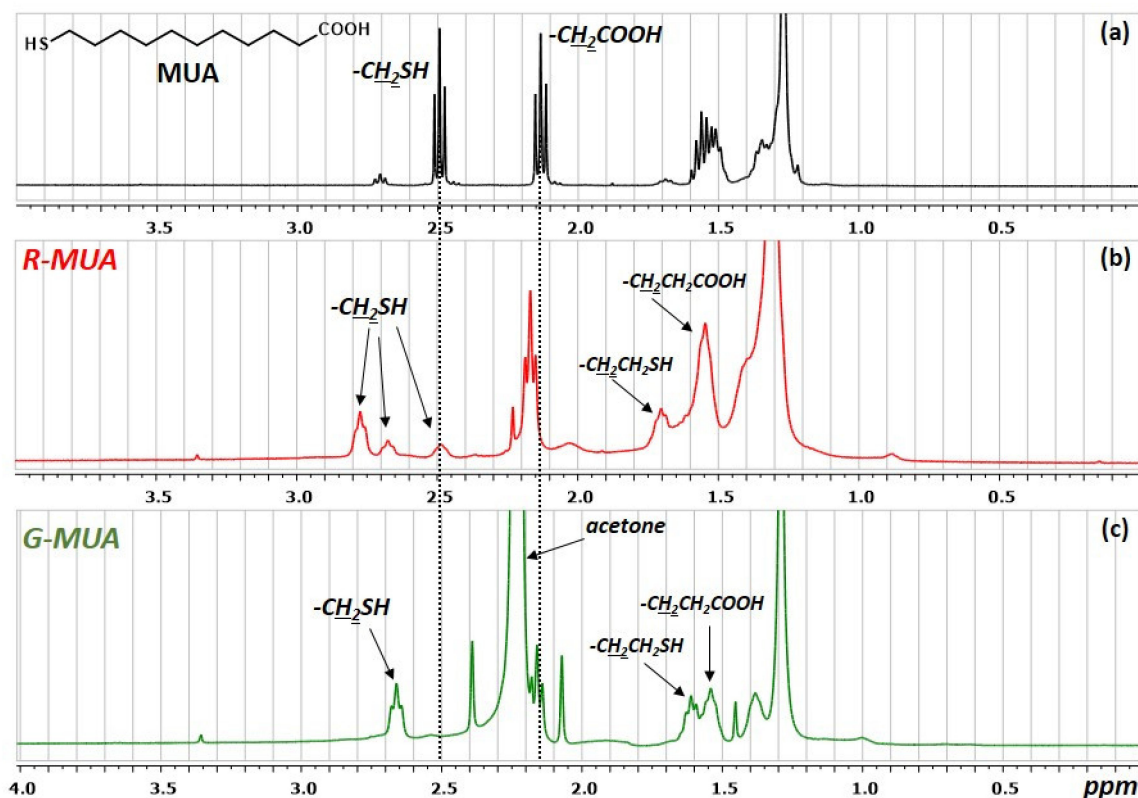 HS
COOH
MUA
-CH₂SH
-CH₂COOH
(a)
3.5 3.0 2.5 2.0 1.5 1.0 0.5
R-MUA
(b)
-CH₂SH
-CH₂CH₂COOH
-CH₂CH₂SH
3.5 3.0 2.5 2.0 1.5 1.0 0.5
G-MUA
(c)
acetone
-CH₂SH
-CH₂CH₂COOH
-CH₂CH₂SH
4.0 3.5 3.0 2.5 2.0 1.5 1.0 0.5 ppm